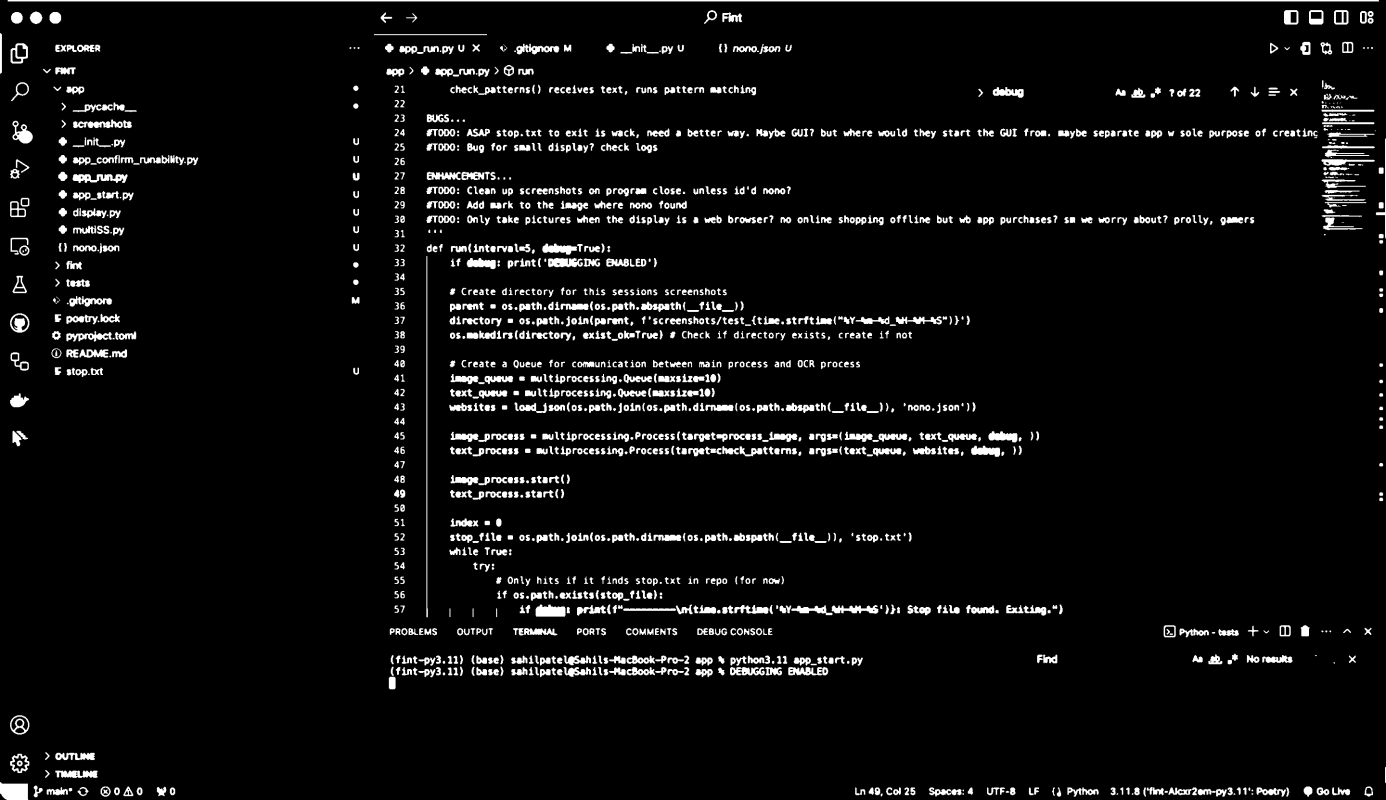 Fint
EXPLORER
FINT
app
__pycache__
screenshots
__init__.py U
app_confirm_runability.py U
app_run.py U
app_start.py U
display.py U
multiSS.py U
{} nono.json U
fint
tests
.gitignore M
poetry.lock
pyproject.toml
README.md
stop.txt U
OUTLINE
TIMELINE
app_run.py U
.gitignore M
__init__.py U
{} nono.json U
app > app_run.py > run
debug
Aa ab .* ? of 22
21 check_patterns() receives text, runs pattern matching
22
23 BUGS...
24 #TODO: ASAP stop.txt to exit is wack, need a better way. Maybe GUI? but where would they start the GUI from. maybe separate app w sole purpose of creating
25 #TODO: Bug for small display? check logs
26
27 ENHANCEMENTS...
28 #TODO: Clean up screenshots on program close. unless id'd nono?
29 #TODO: Add mark to the image where nono found
30 #TODO: Only take pictures when the display is a web browser? no online shopping offline but wb app purchases? sm we worry about? prolly, gamers
31 '''
32 def run(interval=5, debug=True):
33 if debug: print('DEBUGGING ENABLED')
34
35 # Create directory for this sessions screenshots
36 parent = os.path.dirname(os.path.abspath(__file__))
37 directory = os.path.join(parent, f'screenshots/test_{time.strftime("%Y-%m-%d_%H-%M-%S")}')
38 os.makedirs(directory, exist_ok=True) # Check if directory exists, create if not
39
40 # Create a Queue for communication between main process and OCR process
41 image_queue = multiprocessing.Queue(maxsize=10)
42 text_queue = multiprocessing.Queue(maxsize=10)
43 websites = load_json(os.path.join(os.path.dirname(os.path.abspath(__file__)), 'nono.json'))
44
45 image_process = multiprocessing.Process(target=process_image, args=(image_queue, text_queue, debug, ))
46 text_process = multiprocessing.Process(target=check_patterns, args=(text_queue, websites, debug, ))
47
48 image_process.start()
49 text_process.start()
50
51 index = 0
52 stop_file = os.path.join(os.path.dirname(os.path.abspath(__file__)), 'stop.txt')
53 while True:
54 try:
55 # Only hits if it finds stop.txt in repo (for now)
56 if os.path.exists(stop_file):
57 if debug: print(f"----------\n{time.strftime('%Y-%m-%d_%H-%M-%S')}: Stop file found. Exiting.")
PROBLEMS OUTPUT TERMINAL PORTS COMMENTS DEBUG CONSOLE
Python - tests
(fint-py3.11) (base) sahilpatel@Sahils-MacBook-Pro-2 app % python3.11 app_start.py
(fint-py3.11) (base) sahilpatel@Sahils-MacBook-Pro-2 app % DEBUGGING ENABLED
Find
Aa ab .* No results
main* 0 0 0
Ln 49, Col 25 Spaces: 4 UTF-8 LF Python 3.11.8 ('fint-Alcxr2em-py3.11': Poetry) Go Live